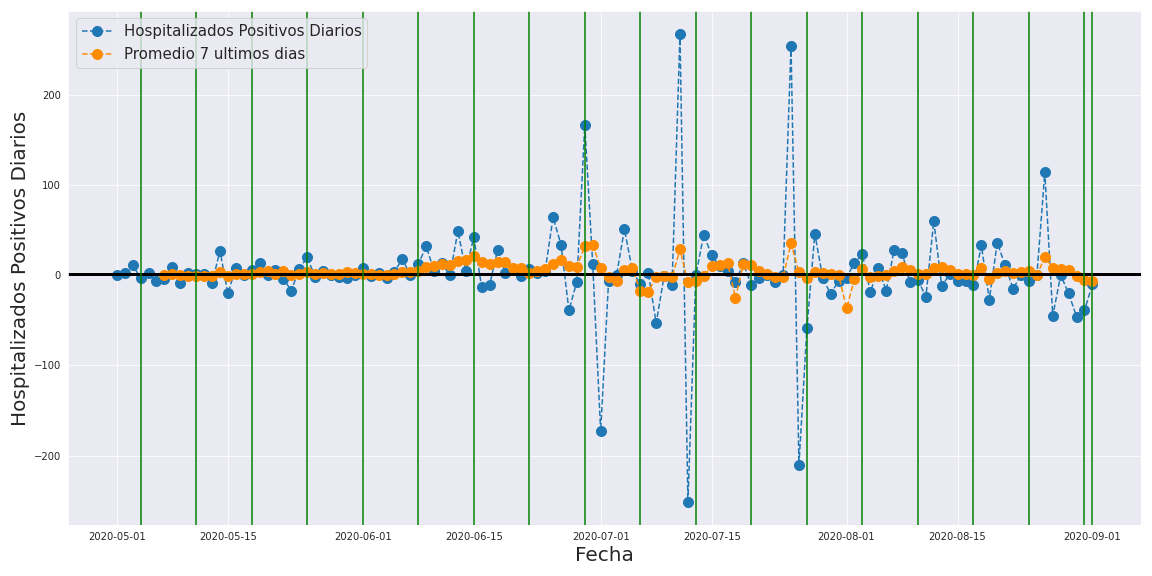 Hospitalizados Positivos Diarios
Promedio 7 ultimos dias
Hospitalizados Positivos Diarios
200
100
0
−100
−200
2020-05-01 2020-05-15 2020-06-01 2020-06-15 2020-07-01 2020-07-15 2020-08-01 2020-08-15 2020-09-01
Fecha